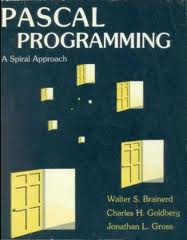 PASCAL
PROGRAMMING
A Spiral Approach
Walter S. Brainerd
Charles H. Goldberg
Jonathan L. Gross